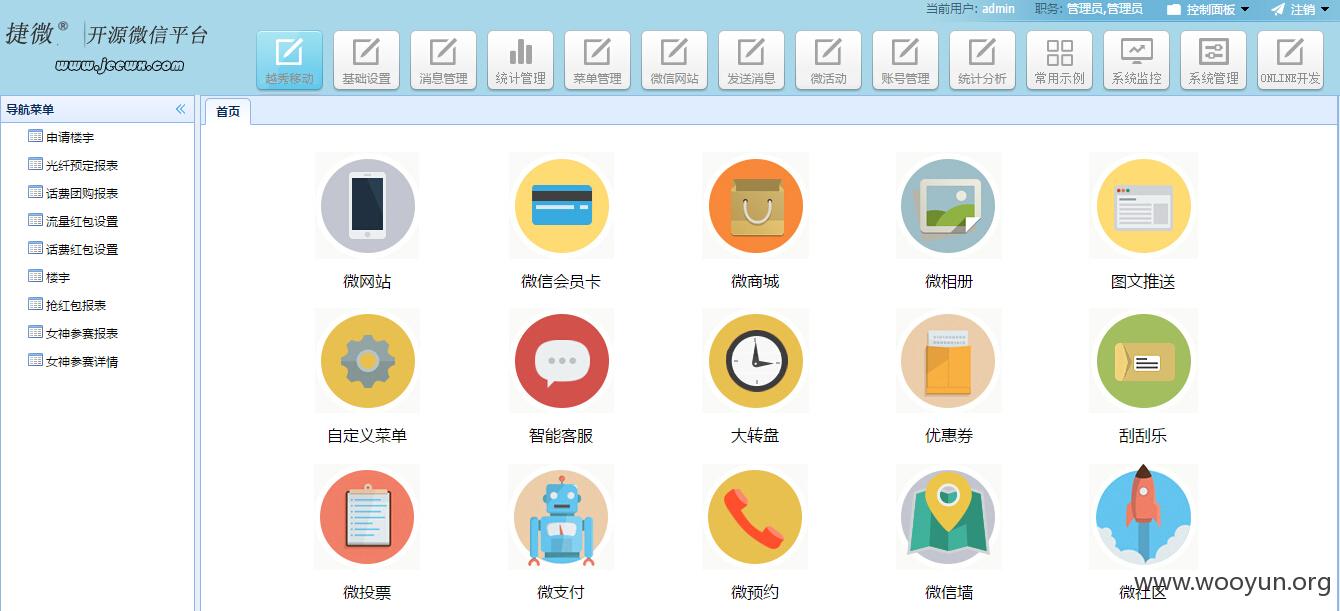 当前用户: admin 职务: 管理员,管理员 控制面板 注销
捷微® 开源微信平台
www.jeewx.com
越秀移动 基础设置 消息管理 统计管理 菜单管理 微信网站 发送消息 微活动 账号管理 统计分析 常用示例 系统监控 系统管理 ONLINE开发
导航菜单
首页
申请楼宇
光纤预定报表
话费团购报表
流量红包设置
话费红包设置
楼宇
抢红包报表
女神参赛报表
女神参赛详情
微网站 微信会员卡 微商城 微相册 图文推送
自定义菜单 智能客服 大转盘 优惠券 刮刮乐
微投票 微支付 微预约 微信墙 微社区
www.wooyun.org